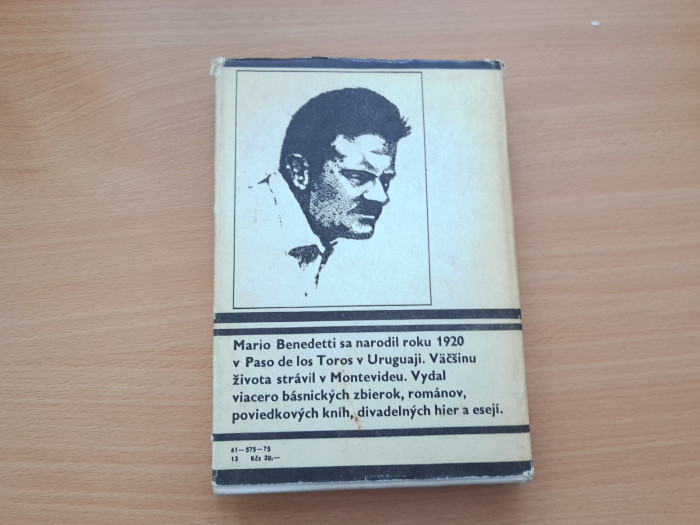 Mario Benedetti sa narodil roku 1920
v Paso de los Toros v Uruguaji. Väčšinu
života strávil v Montevideu. Vydal
viacero básnických zbierok, románov,
poviedkových kníh, divadelných hier a esejí.
61—575—75
13 Kčs 20,—